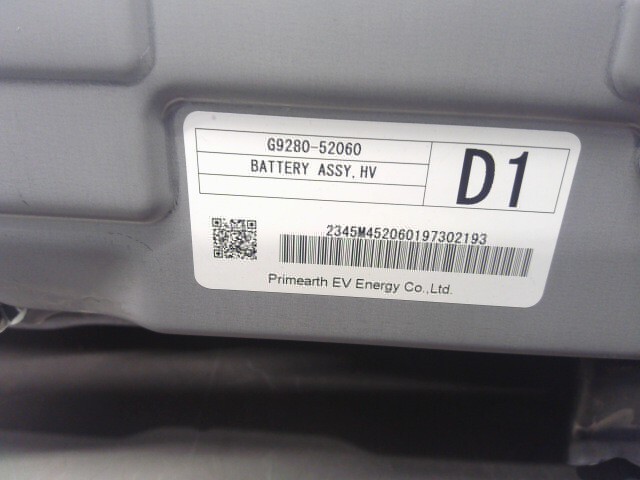 G9280-52060
BATTERY ASSY, HV
D1
2345M452060197302193
Primearth EV Energy Co.,Ltd.